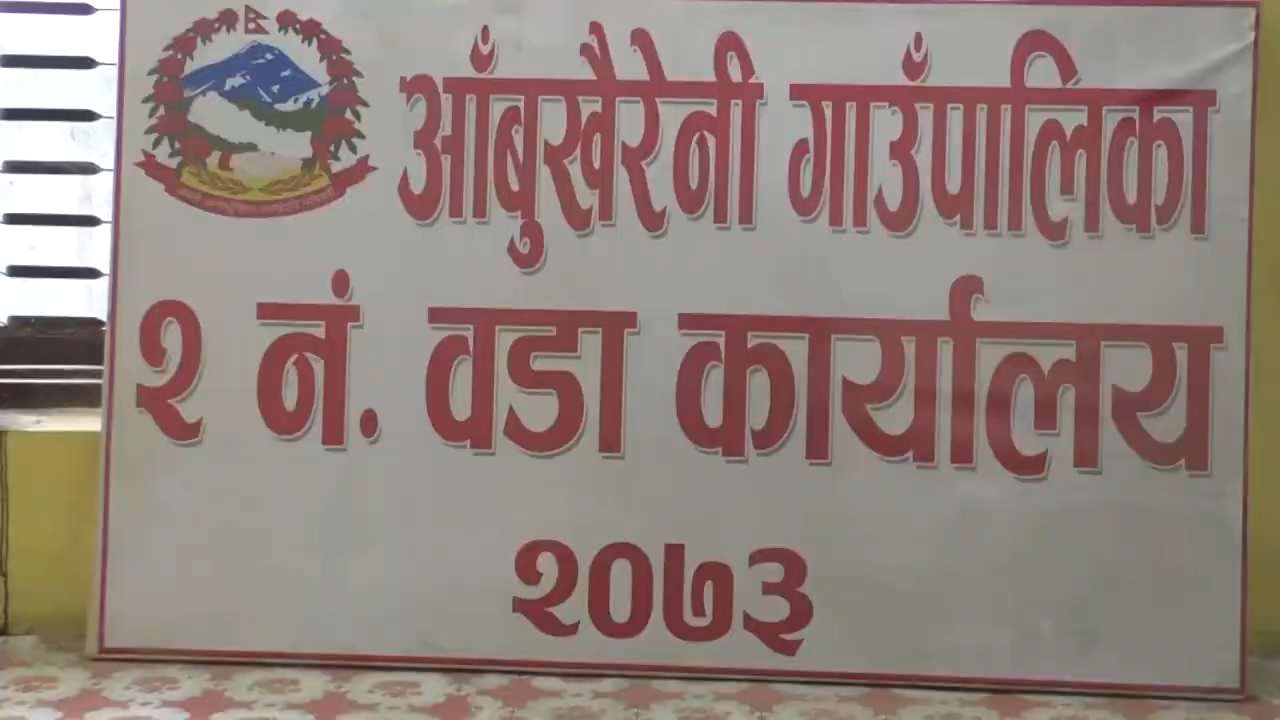 आँबुखैरेनी गाउँपालिका
२ नं. वडा कार्यालय
२०७३